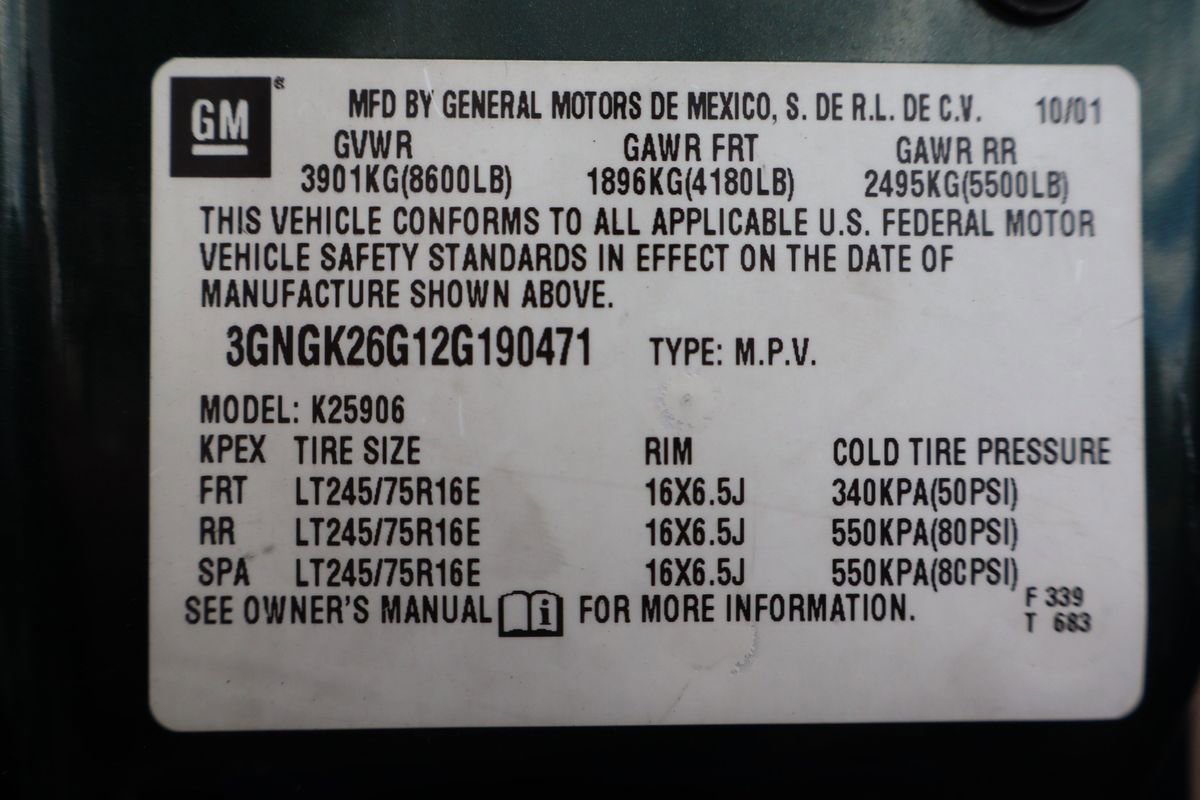 GM®
MFD BY GENERAL MOTORS DE MEXICO, S. DE R.L. DE C.V. 10/01
GVWR GAWR FRT GAWR RR
3901KG(8600LB) 1896KG(4180LB) 2495KG(5500LB)
THIS VEHICLE CONFORMS TO ALL APPLICABLE U.S. FEDERAL MOTOR
VEHICLE SAFETY STANDARDS IN EFFECT ON THE DATE OF
MANUFACTURE SHOWN ABOVE.
3GNGK26G12G190471 TYPE: M.P.V.
MODEL: K25906
KPEX TIRE SIZE RIM COLD TIRE PRESSURE
FRT LT245/75R16E 16X6.5J 340KPA(50PSI)
RR LT245/75R16E 16X6.5J 550KPA(80PSI)
SPA LT245/75R16E 16X6.5J 550KPA(80PSI)
SEE OWNER'S MANUAL i FOR MORE INFORMATION.
F 339
T 683